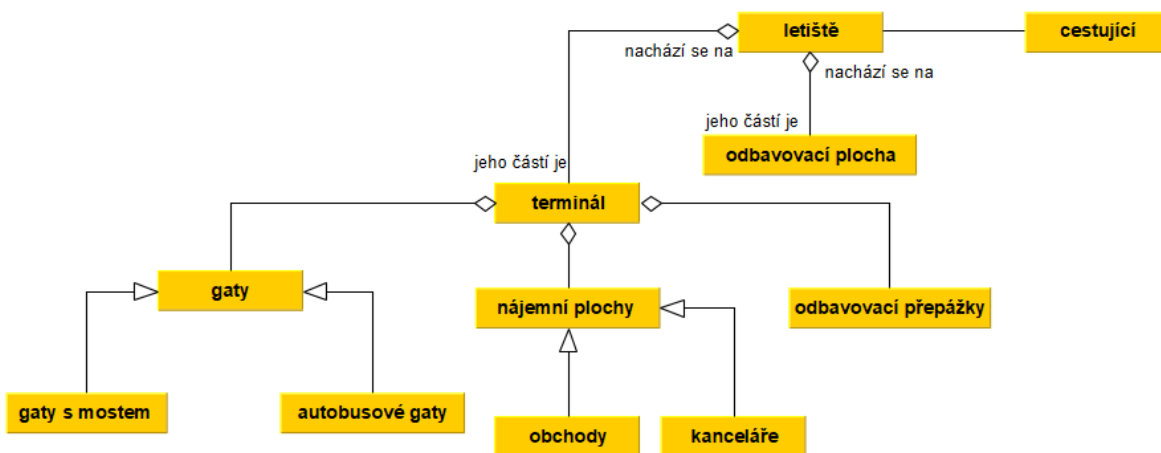 letiště
cestující
nachází se na
nachází se na
jeho částí je
odbavovací plocha
jeho částí je
terminál
gaty
nájemní plochy
odbavovací přepážky
gaty s mostem
autobusové gaty
obchody
kanceláře